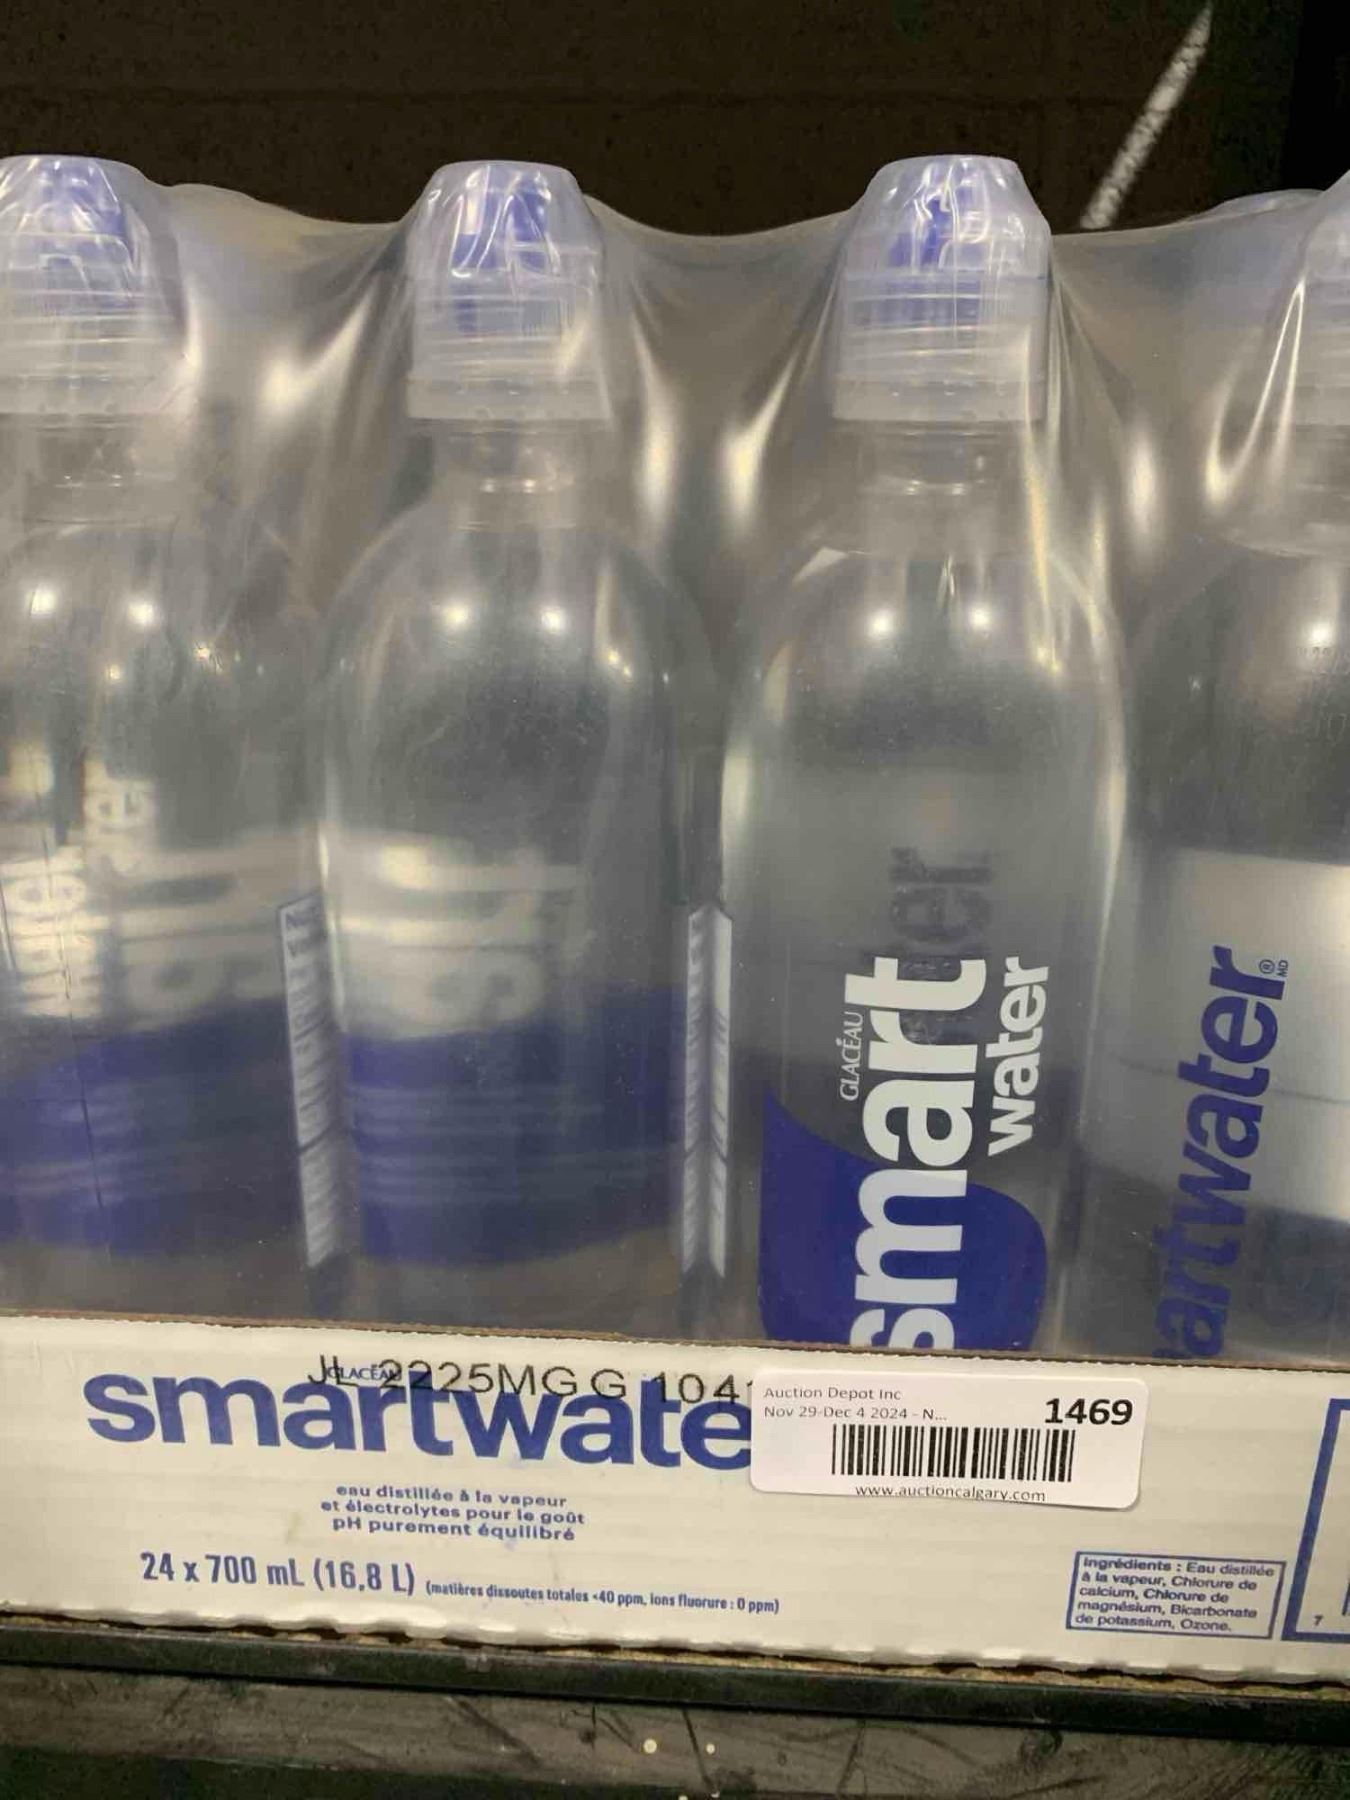 GLACÉAU
smart
water
artwater®
MD
JL 2225MG G 104
GLACÉAU
smartwate
Auction Depot Inc
Nov 29-Dec 4 2024 - N...
1469
www.auctioncalgary.com
eau distillée à la vapeur
et électrolytes pour le goût
pH purement équilibré
24 x 700 mL (16,8 L) (matières dissoutes totales <40 ppm, ions fluorure : 0 ppm)
Ingrédients : Eau distillée
à la vapeur, Chlorure de
calcium, Chlorure de
magnésium, Bicarbonate
de potassium, Ozone.
7